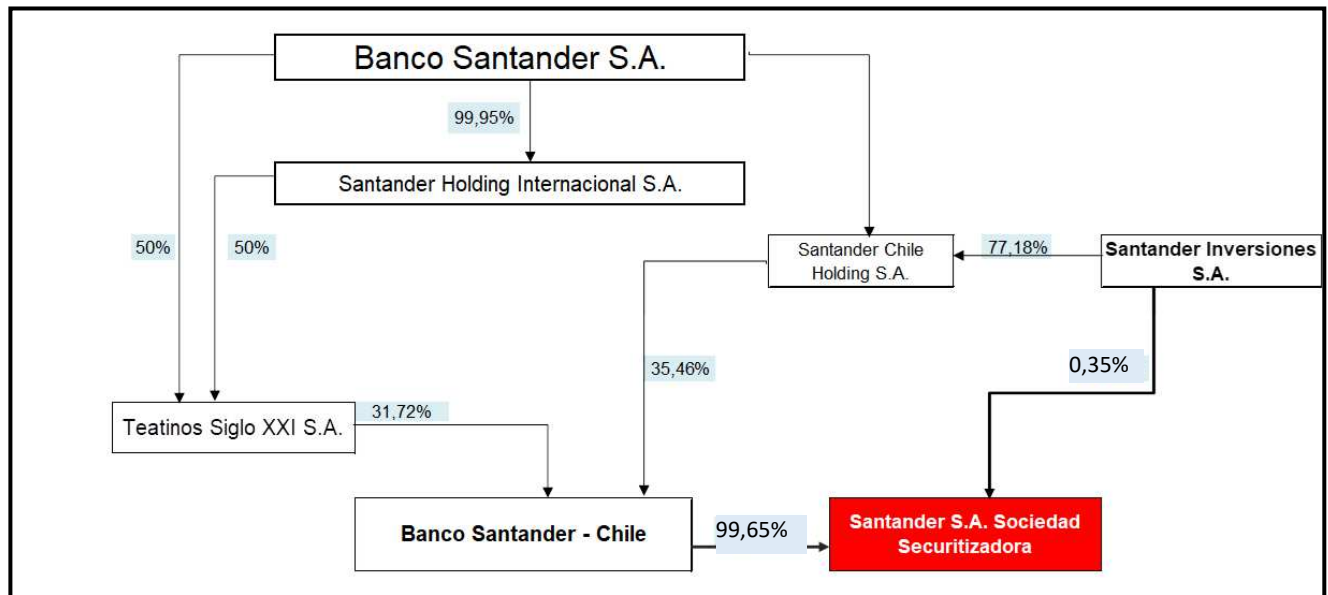 Banco Santander S.A.
99,95%
Santander Holding Internacional S.A.
50%
50%
Santander Chile
Holding S.A.
77,18%
Santander Inversiones
S.A.
35,46%
0,35%
Teatinos Siglo XXI S.A.
31,72%
Banco Santander - Chile
99,65%
Santander S.A. Sociedad
Securitizadora